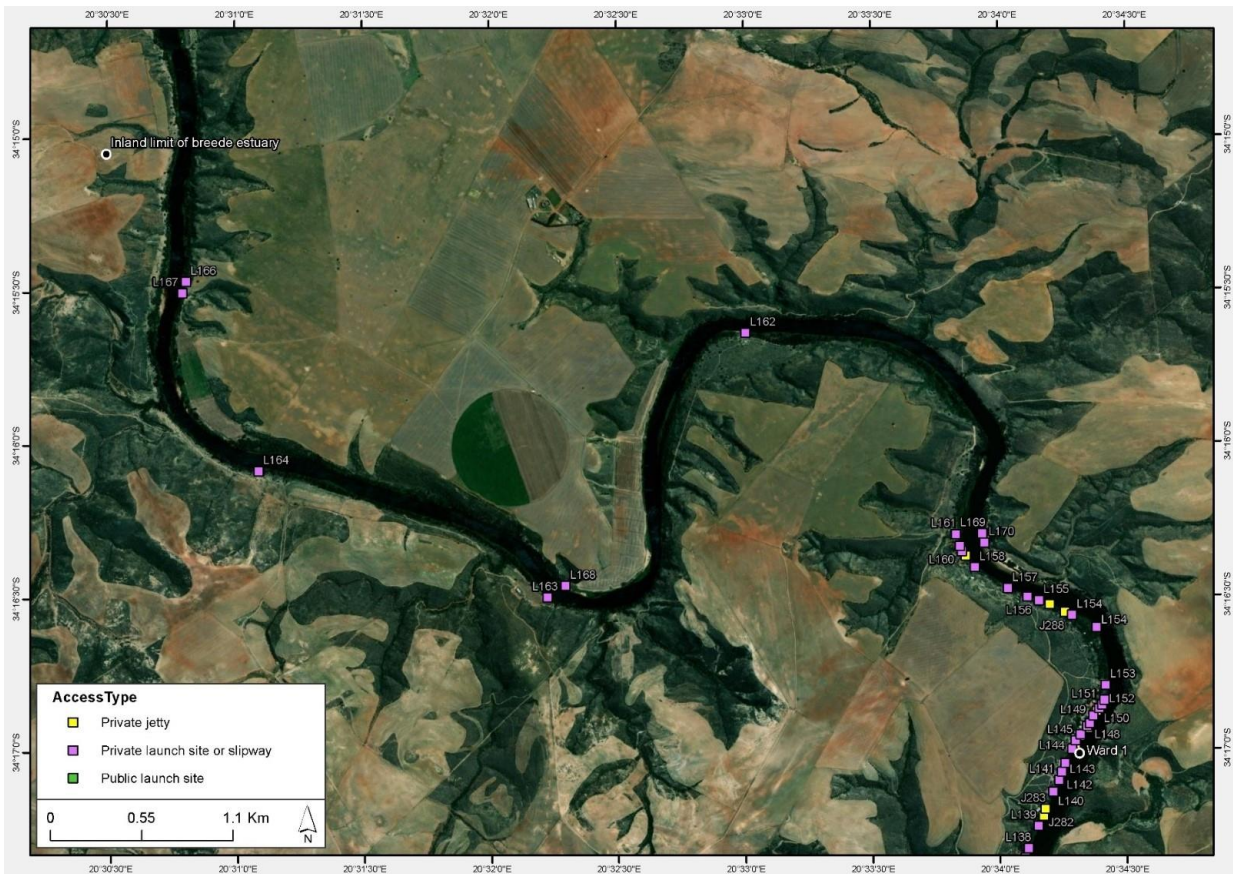 20°30'30"E 20°31'0"E 20°31'30"E 20°32'0"E 20°32'30"E 20°33'0"E 20°33'30"E 20°34'0"E 20°34'30"E
34°15'0"S
34°15'0"S
Inland limit of breede estuary
L166
L167
34°15'30"S
34°15'30"S
L162
34°16'0"S
34°16'0"S
L164
L161
L169
L170
L160
L158
L168
L163
L157
L155
34°16'30"S
34°16'30"S
L156
L154
J288
L154
L153
L151
L152
L149
L150
L145
L148
L144
Ward 1
34°17'0"S
34°17'0"S
L141
L143
L142
J283
L140
L139
J282
L138
AccessType
Private jetty
Private launch site or slipway
Public launch site
0 0.55 1.1 Km
N
20°30'30"E 20°31'0"E 20°31'30"E 20°32'0"E 20°32'30"E 20°33'0"E 20°33'30"E 20°34'0"E 20°34'30"E